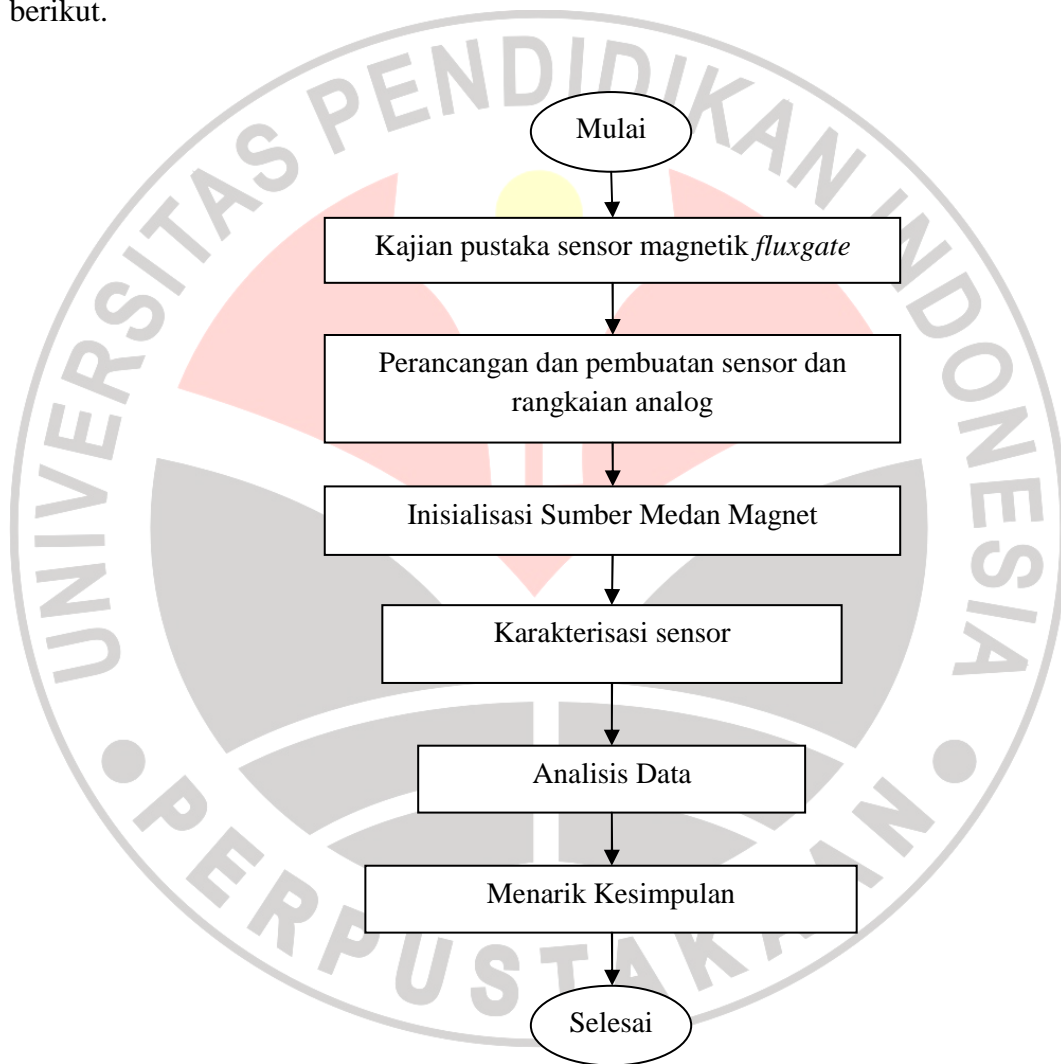 berikut.
UNIVERSITAS PENDIDIKAN INDONESIA
Mulai
Kajian pustaka sensor magnetik fluxgate
Perancangan dan pembuatan sensor dan
rangkaian analog
Inisialisasi Sumber Medan Magnet
Karakterisasi sensor
Analisis Data
Menarik Kesimpulan
Selesai
PERPUSTAKAAN